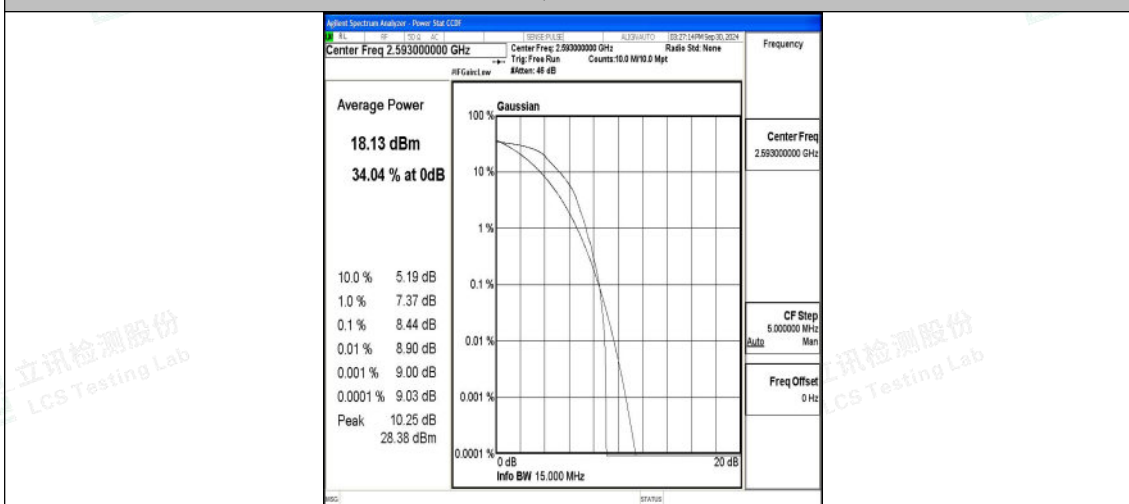 Agilent Spectrum Analyzer - Power Stat CCDF
RL RF 50 Ω AC SENSE:PULSE ALIGNAUTO 03:27:14 PM Sep 30, 2024
Center Freq 2.593000000 GHz
Center Freq: 2.593000000 GHz
Radio Std: None
Trig: Free Run
Counts:10.0 M/10.0 Mpt
#IFGain:Low
#Atten: 46 dB
Frequency
Average Power
18.13 dBm
34.04 % at 0dB
10.0 % 5.19 dB
1.0 % 7.37 dB
0.1 % 8.44 dB
0.01 % 8.90 dB
0.001 % 9.00 dB
0.0001 % 9.03 dB
Peak 10.25 dB
28.38 dBm
Gaussian
100 %
10 %
1 %
0.1 %
0.01 %
0.001 %
0.0001 %
0 dB
20 dB
Info BW 15.000 MHz
Center Freq
2.593000000 GHz
CF Step
5.000000 MHz
Auto Man
Freq Offset
0 Hz
MSG
STATUS
立讯检测股份
LCS Testing Lab
立讯检测股份
LCS Testing Lab